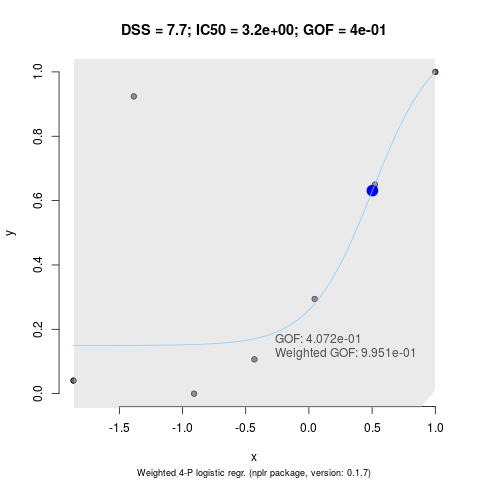 DSS = 7.7; IC50 = 3.2e+00; GOF = 4e-01
1.0
0.8
0.6
0.4
0.2
0.0
y
GOF: 4.072e-01
Weighted GOF: 9.951e-01
-1.5
-1.0
-0.5
0.0
0.5
1.0
x
Weighted 4-P logistic regr. (nplr package, version: 0.1.7)